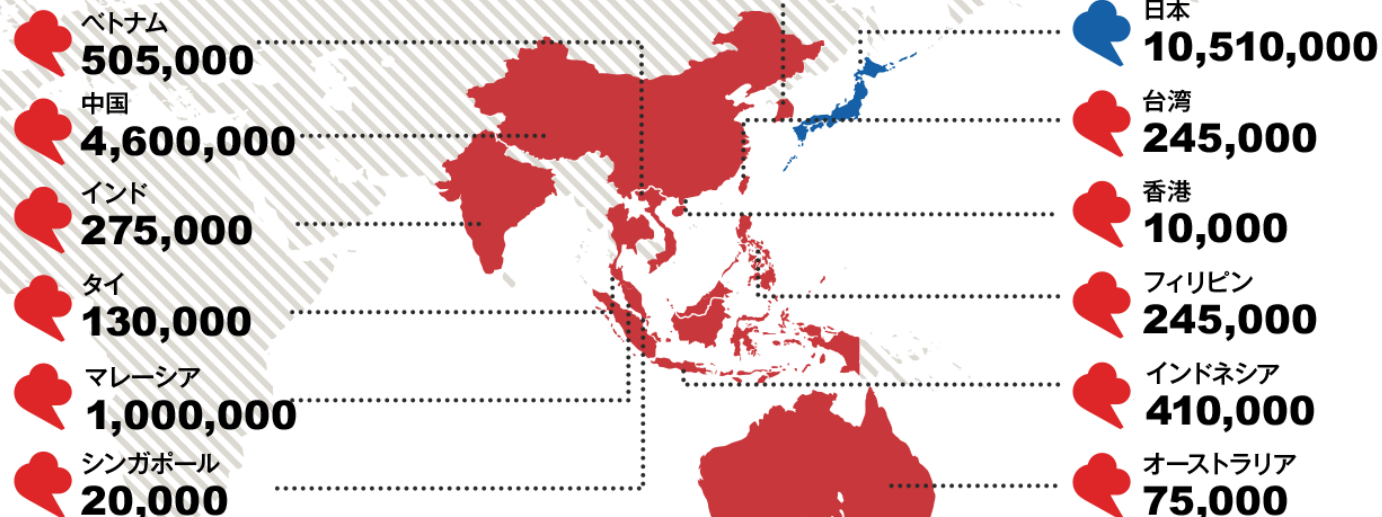 ベトナム
505,000
中国
4,600,000
インド
275,000
タイ
130,000
マレーシア
1,000,000
シンガポール
20,000
日本
10,510,000
台湾
245,000
香港
10,000
フィリピン
245,000
インドネシア
410,000
オーストラリア
75,000